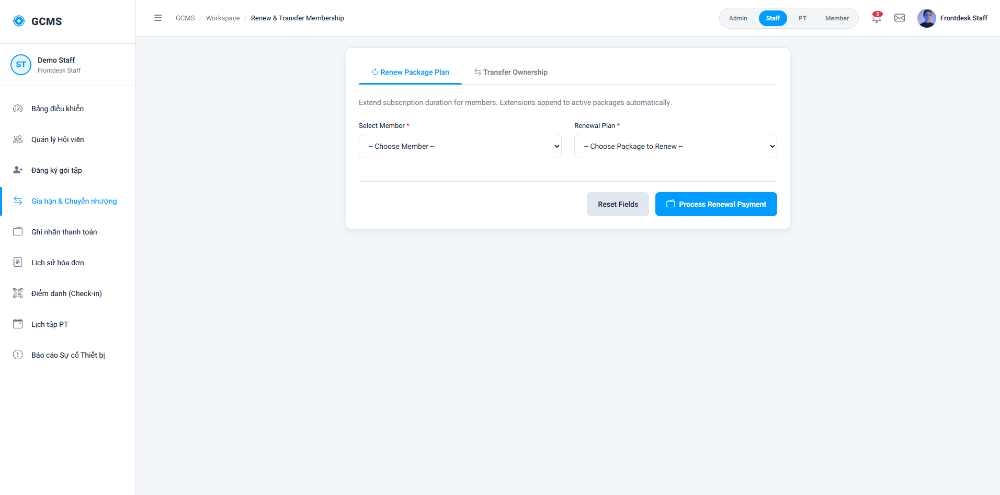 GCMS
GCMS / Workspace / Renew & Transfer Membership
Admin
Staff
PT
Member
3
Frontdesk Staff
ST
Demo Staff
Frontdesk Staff
Bảng điều khiển
Quản lý Hội viên
Đăng ký gói tập
Gia hạn & Chuyển nhượng
Ghi nhận thanh toán
Lịch sử hóa đơn
Điểm danh (Check-in)
Lịch tập PT
Báo cáo Sự cố Thiết bị
Renew Package Plan
Transfer Ownership
Extend subscription duration for members. Extensions append to active packages automatically.
Select Member *
-- Choose Member --
Renewal Plan *
-- Choose Package to Renew --
Reset Fields
Process Renewal Payment